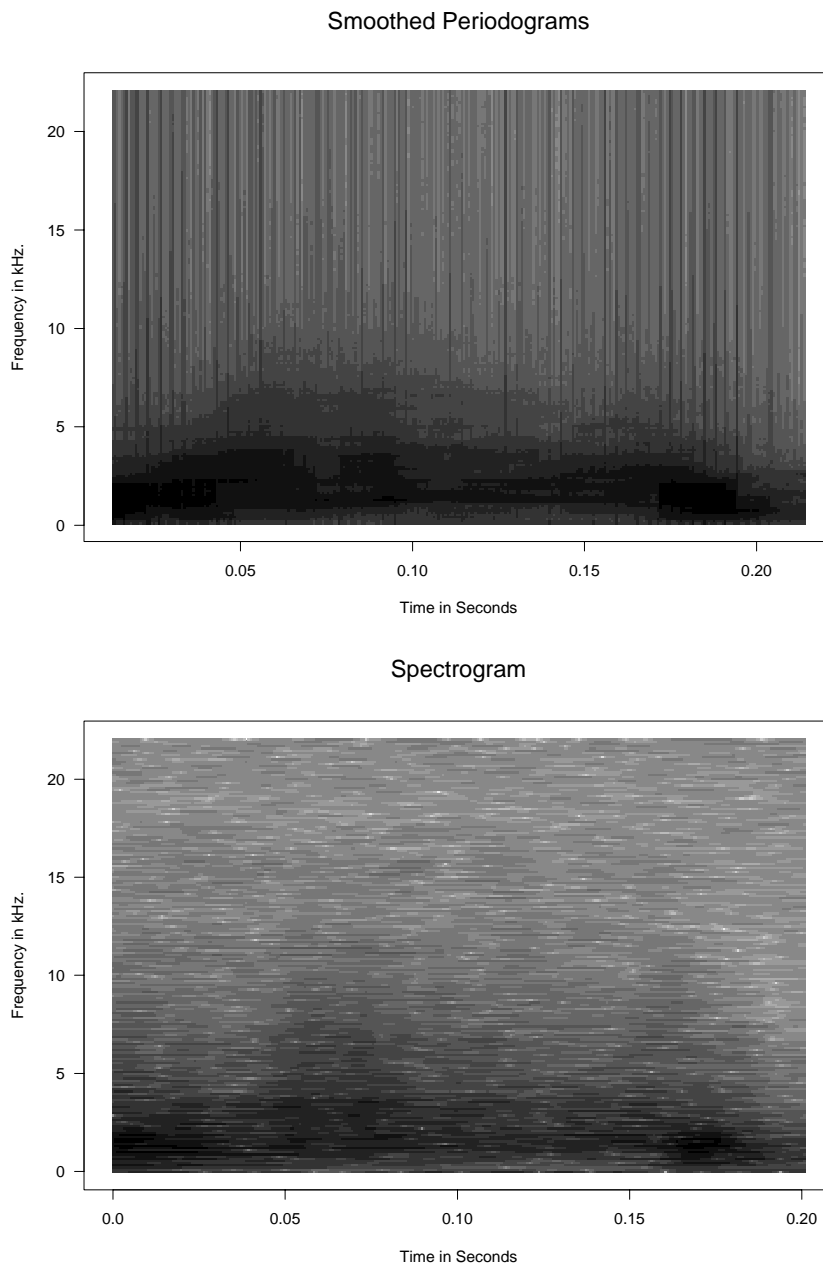 Smoothed Periodograms
20
15
10
5
0
Frequency in kHz.
0.05 0.10 0.15 0.20
Time in Seconds
Spectrogram
20
15
10
5
0
Frequency in kHz.
0.0 0.05 0.10 0.15 0.20
Time in Seconds